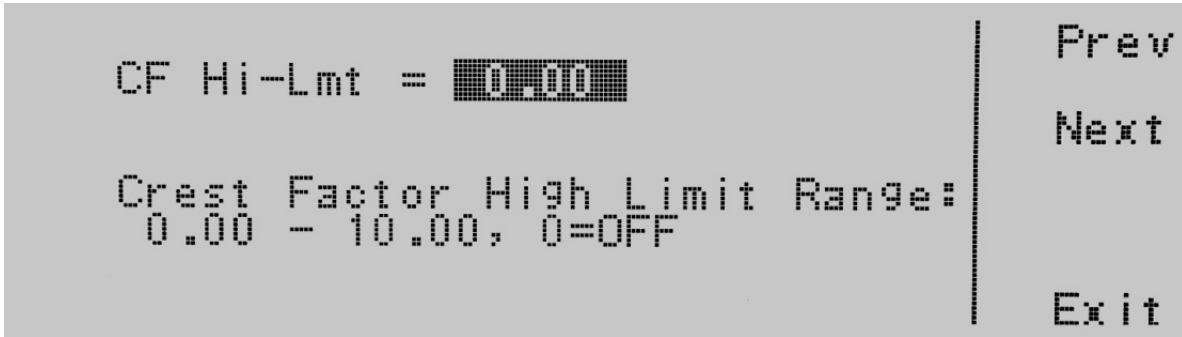 CF Hi-Lmt = 0.00
Crest Factor High Limit Range:
0.00 - 10.00, 0=OFF
Prev
Next
Exit